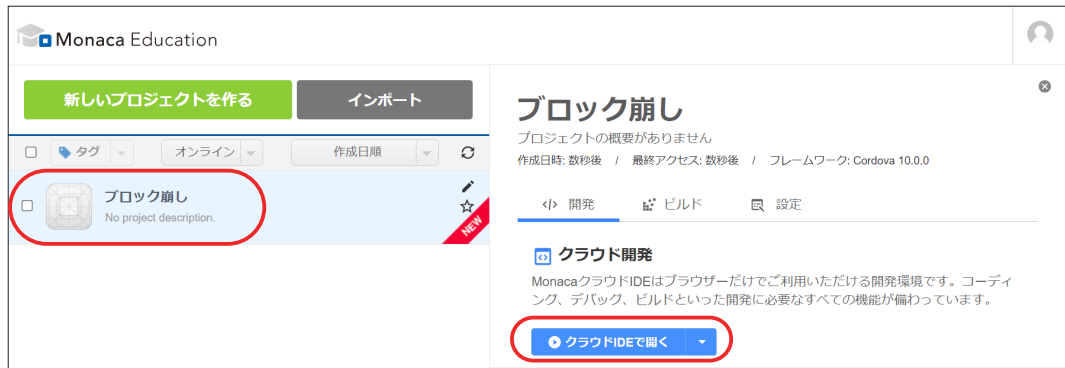 Monaca Education
新しいプロジェクトを作る
インポート
タグ
オンライン
作成日順
ブロック崩し
No project description.
NEW
ブロック崩し
プロジェクトの概要がありません
作成日時: 数秒後 / 最終アクセス: 数秒後 / フレームワーク: Cordova 10.0.0
開発
ビルド
設定
クラウド開発
MonacaクラウドIDEはブラウザーだけでご利用いただける開発環境です。コーディ
ング、デバッグ、ビルドといった開発に必要なすべての機能が備わっています。
クラウドIDEで開く